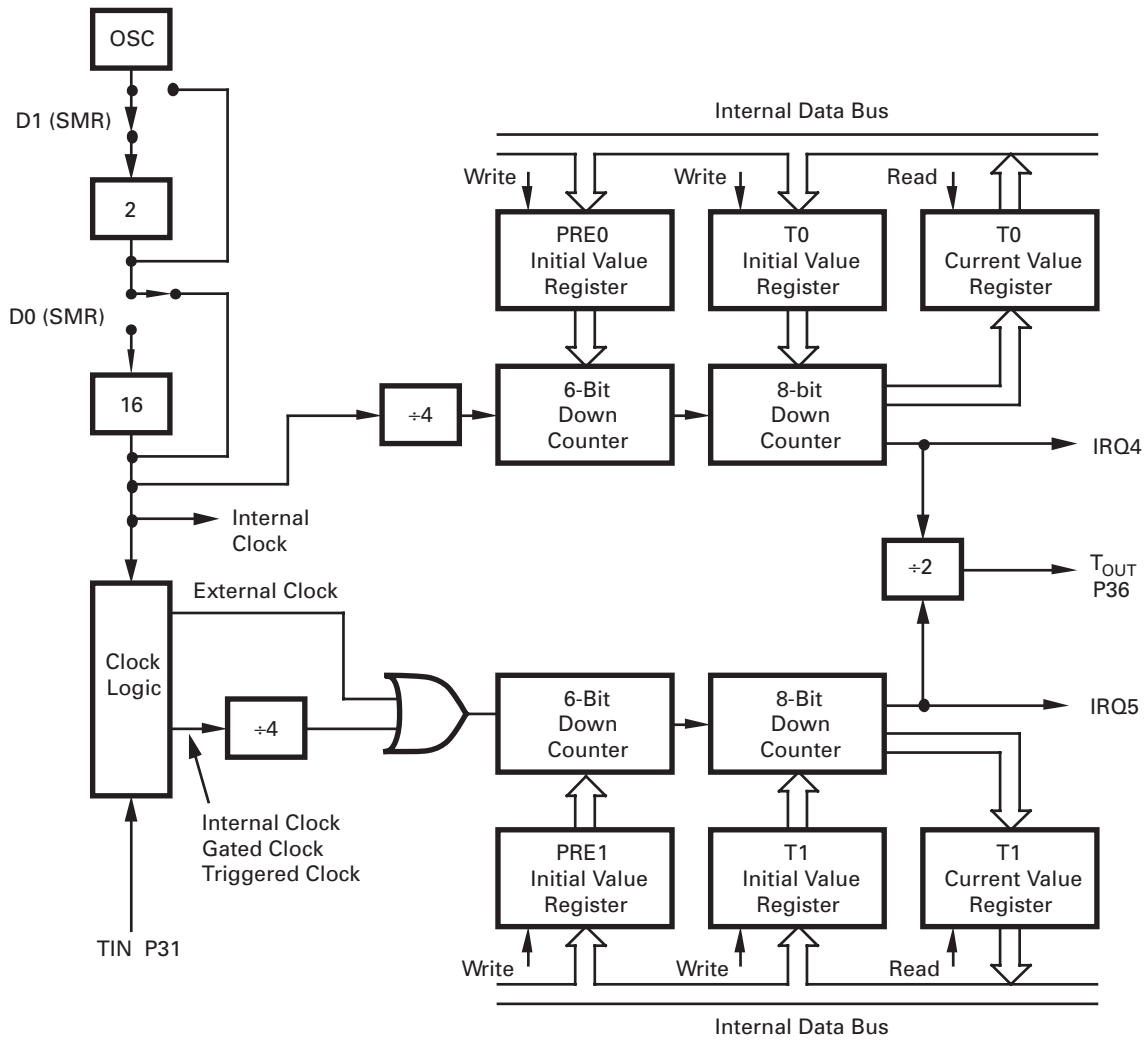 OSC
D1 (SMR)
2
D0 (SMR)
16
Internal
Clock
External Clock
Clock
Logic
÷4
Internal Clock
Gated Clock
Triggered Clock
TIN P31
Internal Data Bus
Write
Write
Read
PRE0
Initial Value
Register
T0
Initial Value
Register
T0
Current Value
Register
÷4
6-Bit
Down
Counter
8-bit
Down
Counter
IRQ4
÷2
TOUT
P36
6-Bit
Down
Counter
8-Bit
Down
Counter
IRQ5
PRE1
Initial Value
Register
T1
Initial Value
Register
T1
Current Value
Register
Write
Write
Read
Internal Data Bus